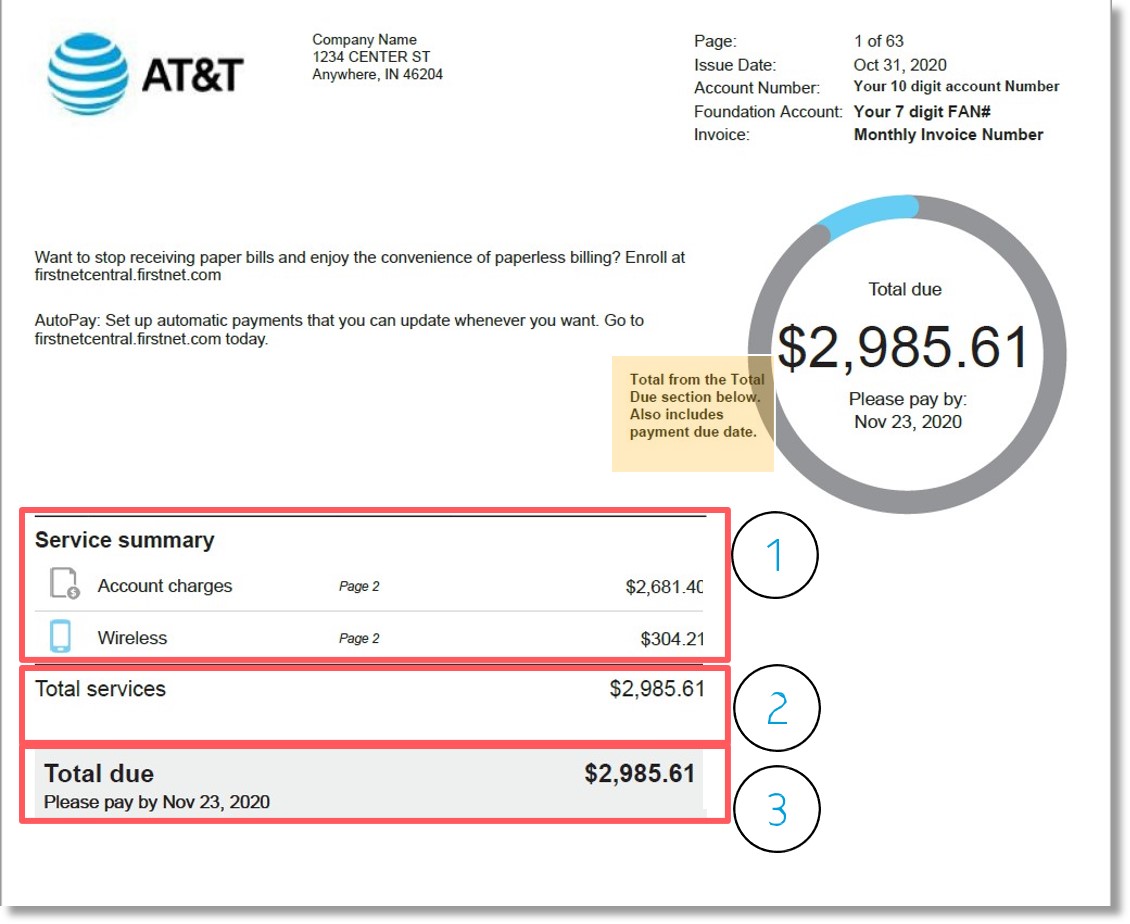 AT&T
Company Name
1234 CENTER ST
Anywhere, IN 46204
Page: 1 of 63
Issue Date: Oct 31, 2020
Account Number: Your 10 digit account Number
Foundation Account: Your 7 digit FAN#
Invoice: Monthly Invoice Number
Want to stop receiving paper bills and enjoy the convenience of paperless billing? Enroll at
firstnetcentral.firstnet.com
AutoPay: Set up automatic payments that you can update whenever you want. Go to
firstnetcentral.firstnet.com today.
Total due
$2,985.61
Please pay by:
Nov 23, 2020
Total from the Total
Due section below.
Also includes
payment due date.
Service summary
Account charges Page 2 $2,681.40
Wireless Page 2 $304.21
1
Total services $2,985.61
2
Total due $2,985.61
Please pay by Nov 23, 2020
3